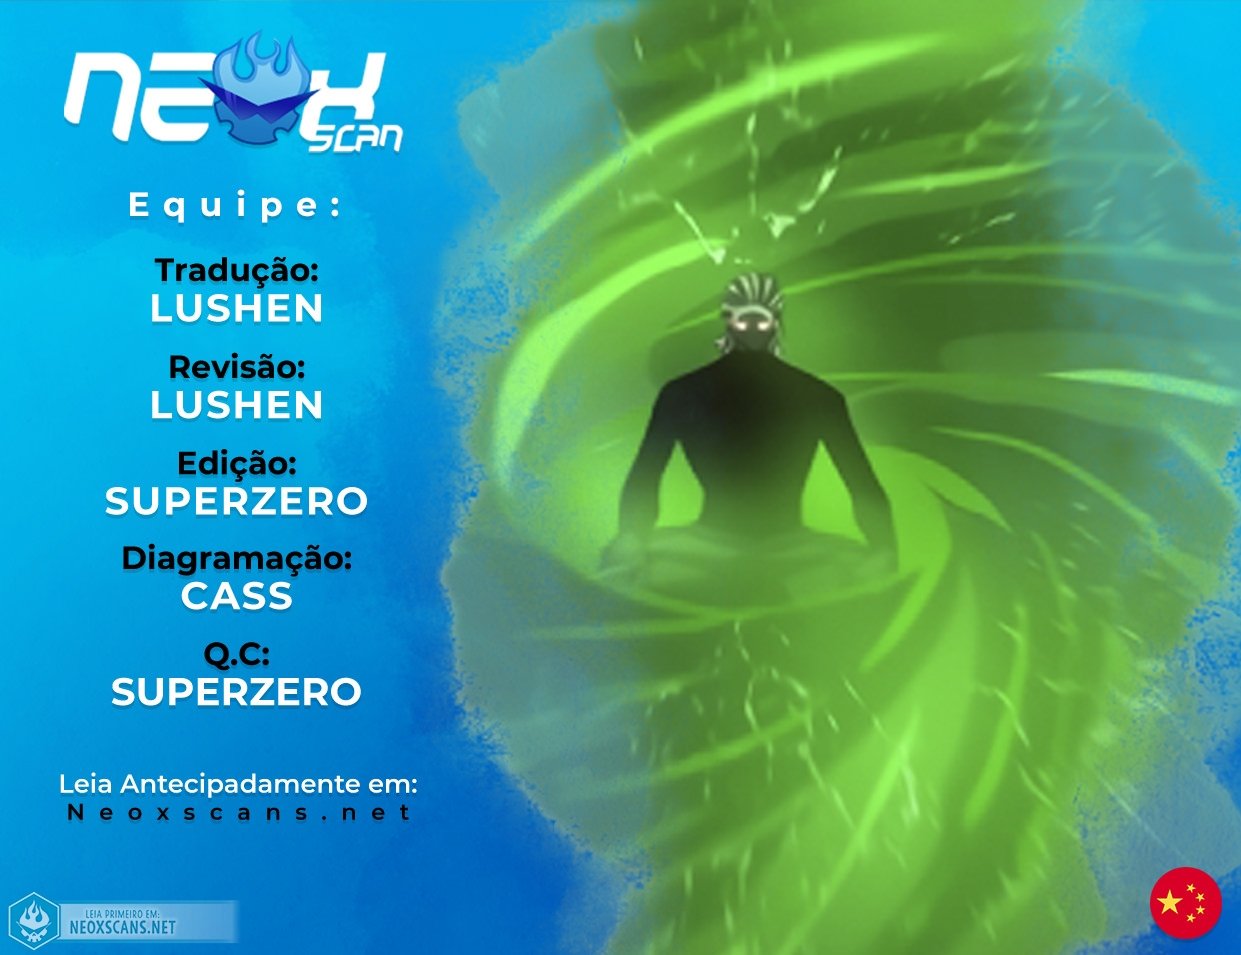 NEOX
SCAN
Equipe:
Tradução:
LUSHEN
Revisão:
LUSHEN
Edição:
SUPERZERO
Diagramação:
CASS
Q.C:
SUPERZERO
Leia Antecipadamente em:
Neoxscans.net
LEIA PRIMEIRO EM:
NEOXSCANS.NET